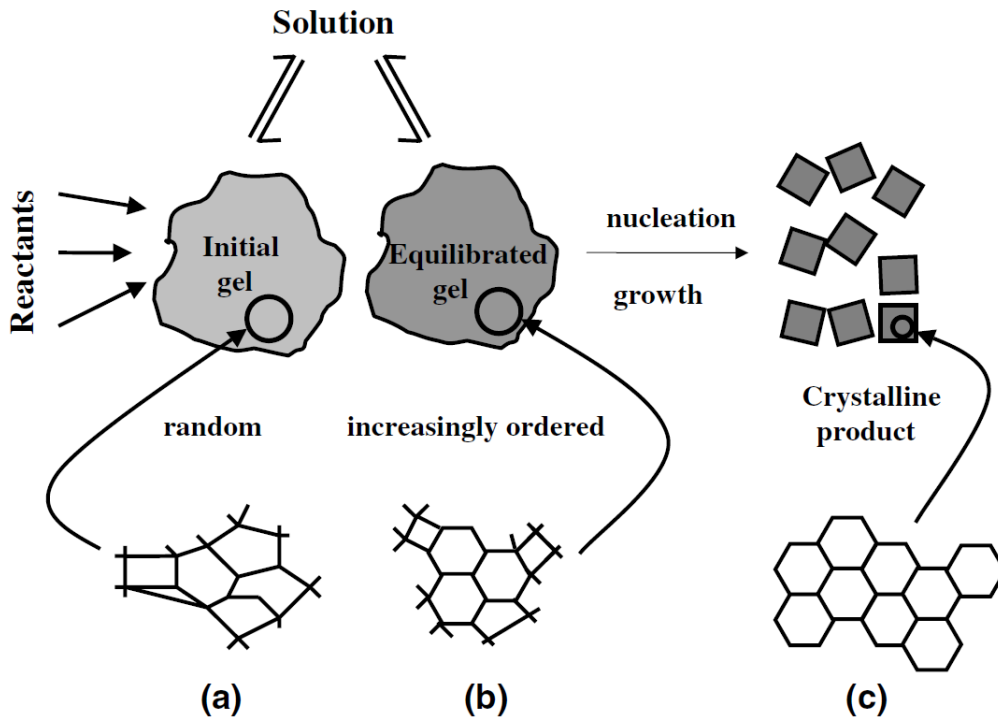 Solution
Reactants
Initial
gel
Equilibrated
gel
nucleation
growth
random
increasingly ordered
Crystalline
product
(a)
(b)
(c)